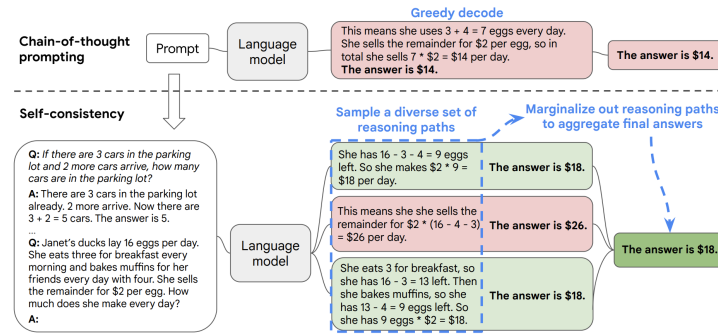 Greedy decode
Chain-of-thought
prompting
Prompt
Language
model
This means she uses 3 + 4 = 7 eggs every day.
She sells the remainder for $2 per egg, so in
total she sells 7 * $2 = $14 per day.
The answer is $14.
The answer is $14.
Self-consistency
Sample a diverse set of
reasoning paths
Marginalize out reasoning paths
to aggregate final answers
Q: If there are 3 cars in the parking
lot and 2 more cars arrive, how many
cars are in the parking lot?
A: There are 3 cars in the parking lot
already. 2 more arrive. Now there are
3 + 2 = 5 cars. The answer is 5.
...
Q: Janet's ducks lay 16 eggs per day.
She eats three for breakfast every
morning and bakes muffins for her
friends every day with four. She sells
the remainder for $2 per egg. How
much does she make every day?
A:
Language
model
She has 16 - 3 - 4 = 9 eggs
left. So she makes $2 * 9 =
$18 per day.
The answer is $18.
This means she she sells the
remainder for $2 * (16 - 4 - 3)
= $26 per day.
The answer is $26.
She eats 3 for breakfast, so
she has 16 - 3 = 13 left. Then
she bakes muffins, so she
has 13 - 4 = 9 eggs left. So
she has 9 eggs * $2 = $18.
The answer is $18.
The answer is $18.